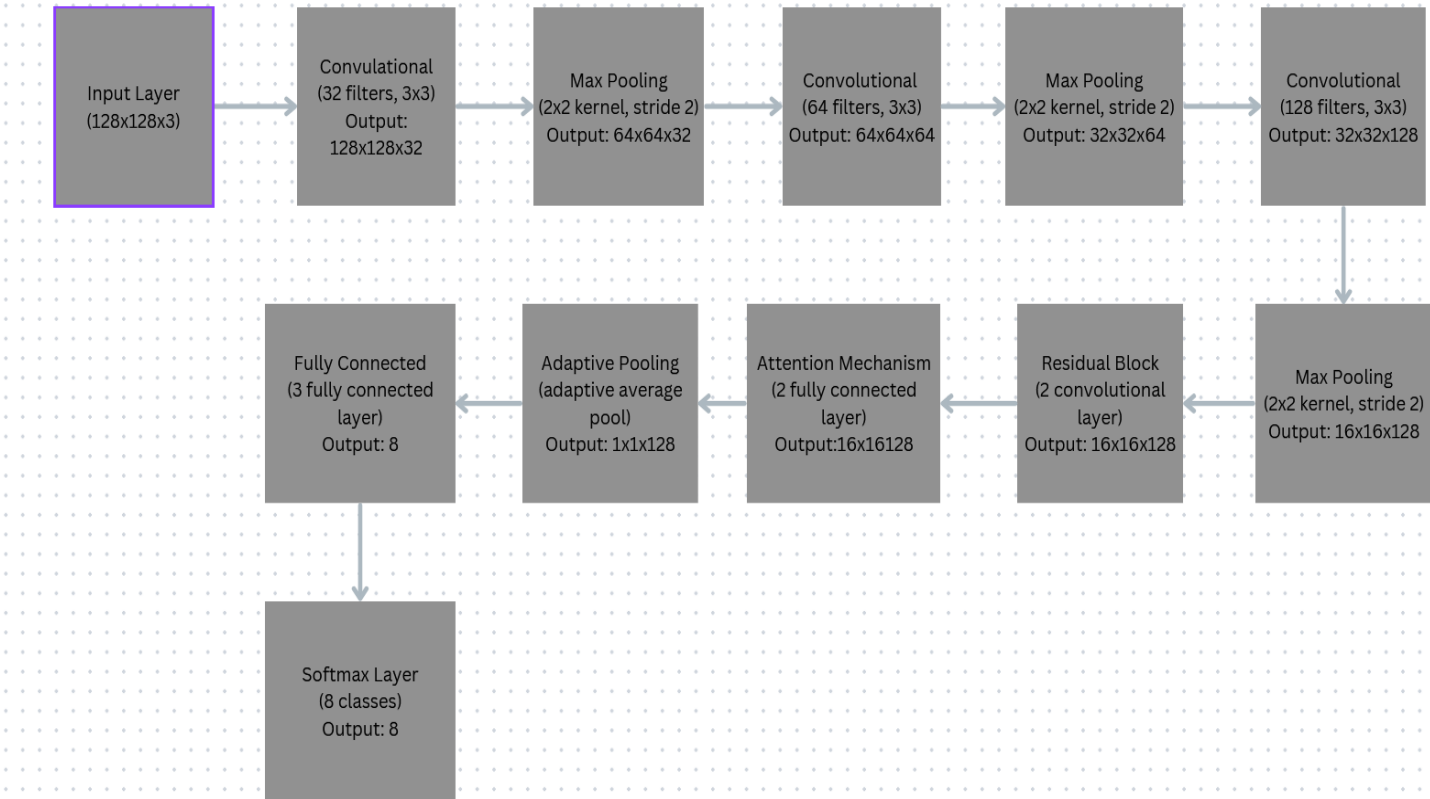 Input Layer
(128x128x3)
Convulational
(32 filters, 3x3)
Output:
128x128x32
Max Pooling
(2x2 kernel, stride 2)
Output: 64x64x32
Convolutional
(64 filters, 3x3)
Output: 64x64x64
Max Pooling
(2x2 kernel, stride 2)
Output: 32x32x64
Convolutional
(128 filters, 3x3)
Output: 32x32x128
Max Pooling
(2x2 kernel, stride 2)
Output: 16x16x128
Residual Block
(2 convolutional
layer)
Output: 16x16x128
Attention Mechanism
(2 fully connected
layer)
Output:16x16128
Adaptive Pooling
(adaptive average
pool)
Output: 1x1x128
Fully Connected
(3 fully connected
layer)
Output: 8
Softmax Layer
(8 classes)
Output: 8